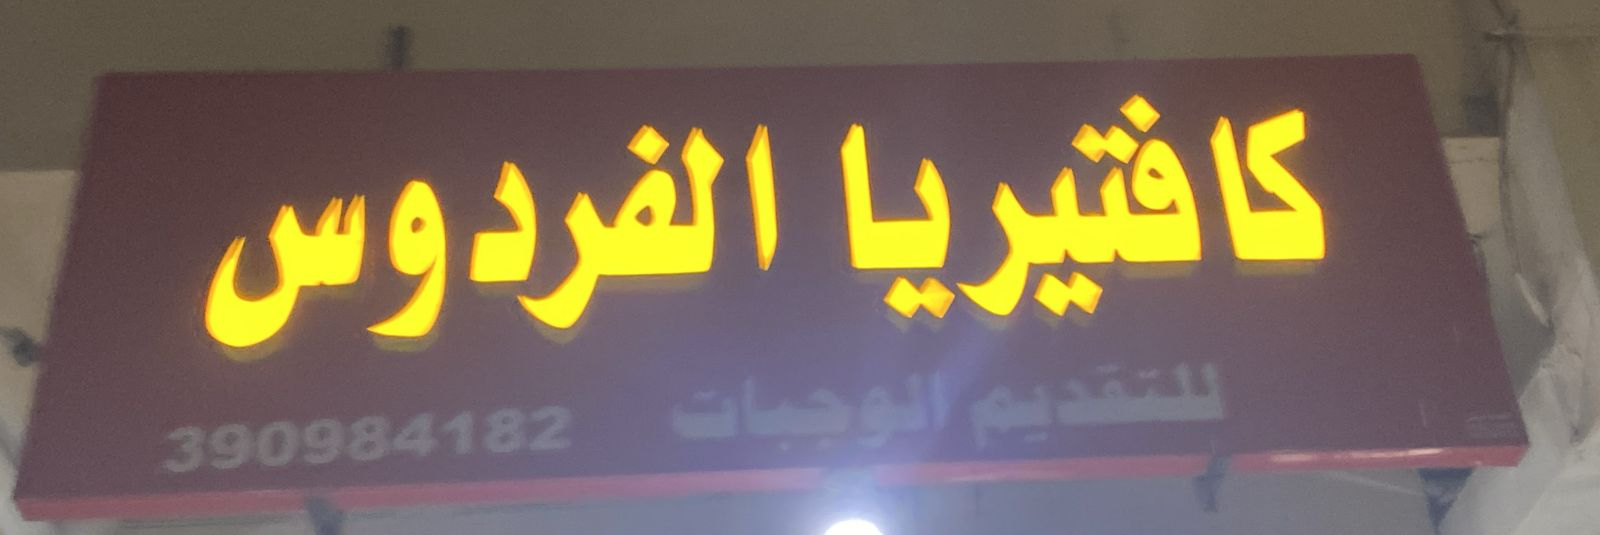 كافتيريا الفردوس
للتقديم الوجبات 390984182